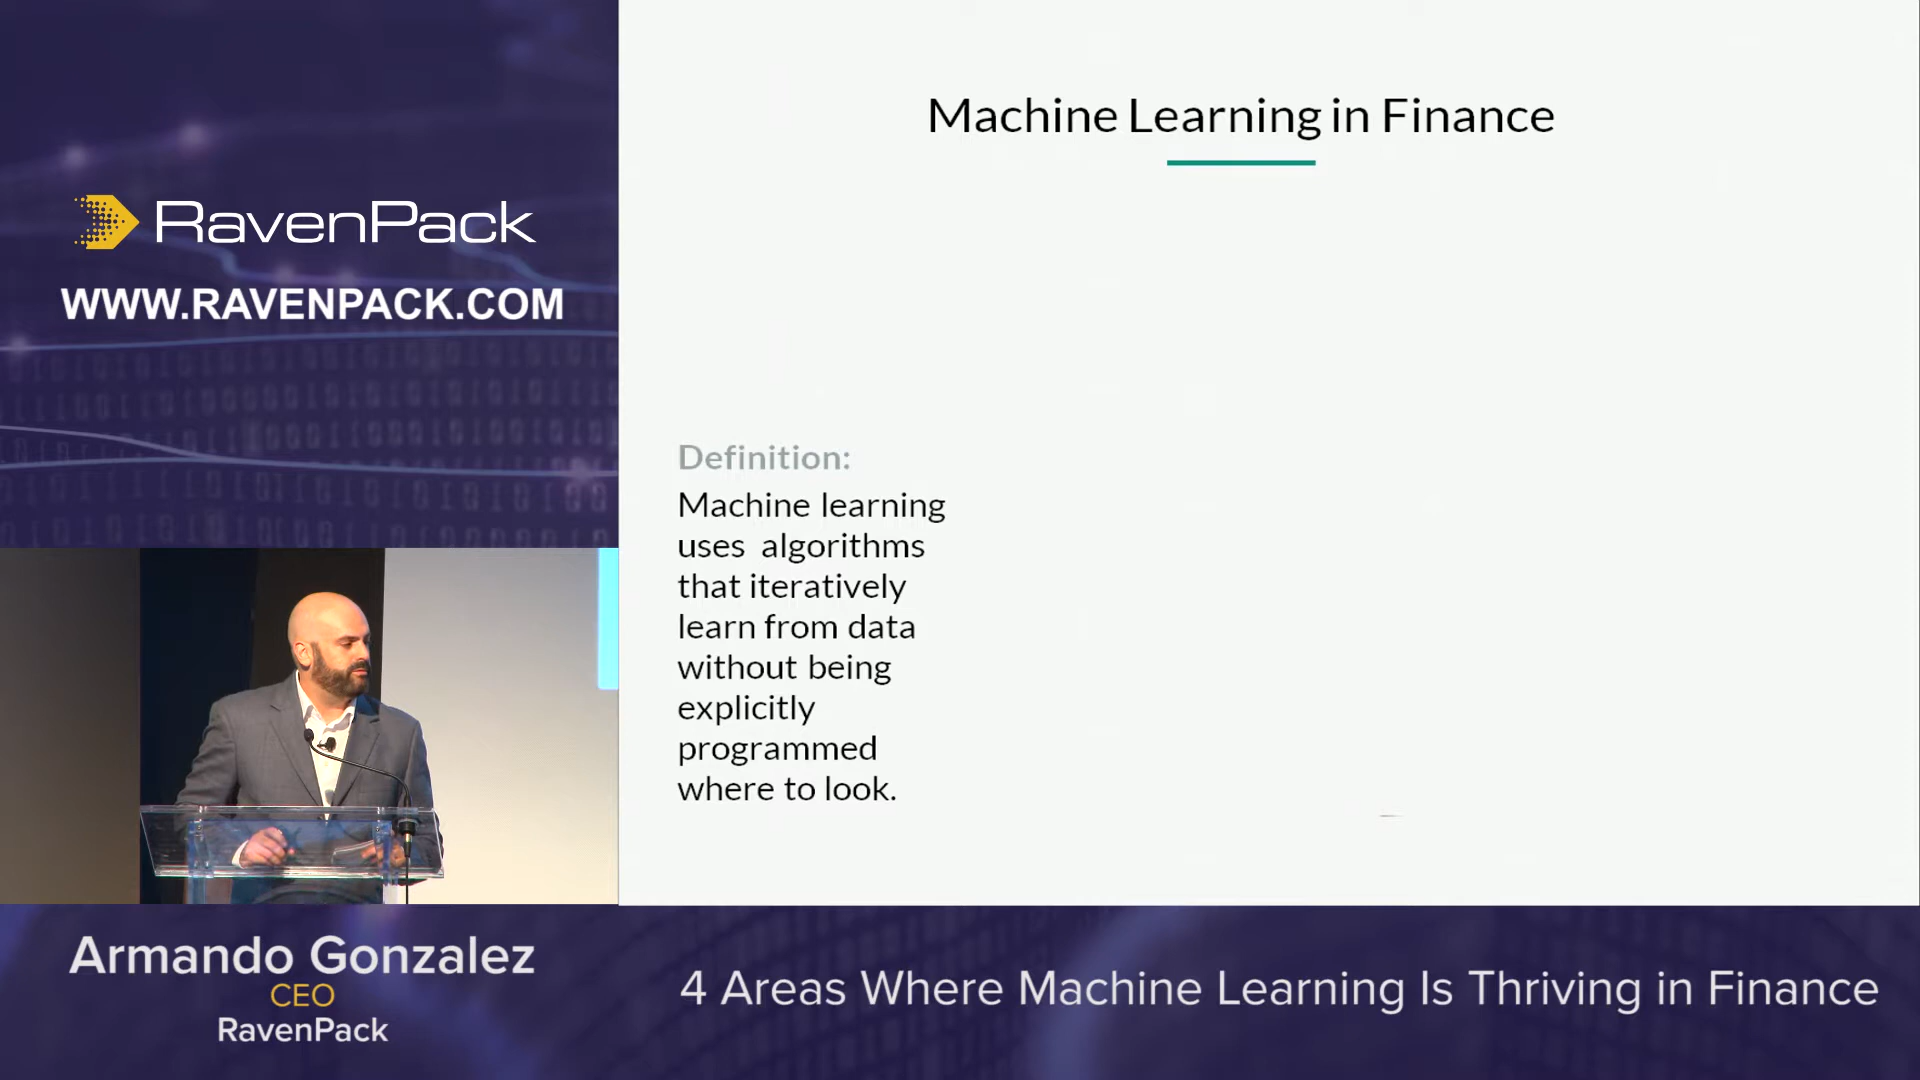 RavenPack
WWW.RAVENPACK.COM
Machine Learning in Finance
Definition:
Machine learning
uses algorithms
that iteratively
learn from data
without being
explicitly
programmed
where to look.
Armando Gonzalez
CEO
RavenPack
4 Areas Where Machine Learning Is Thriving in Finance